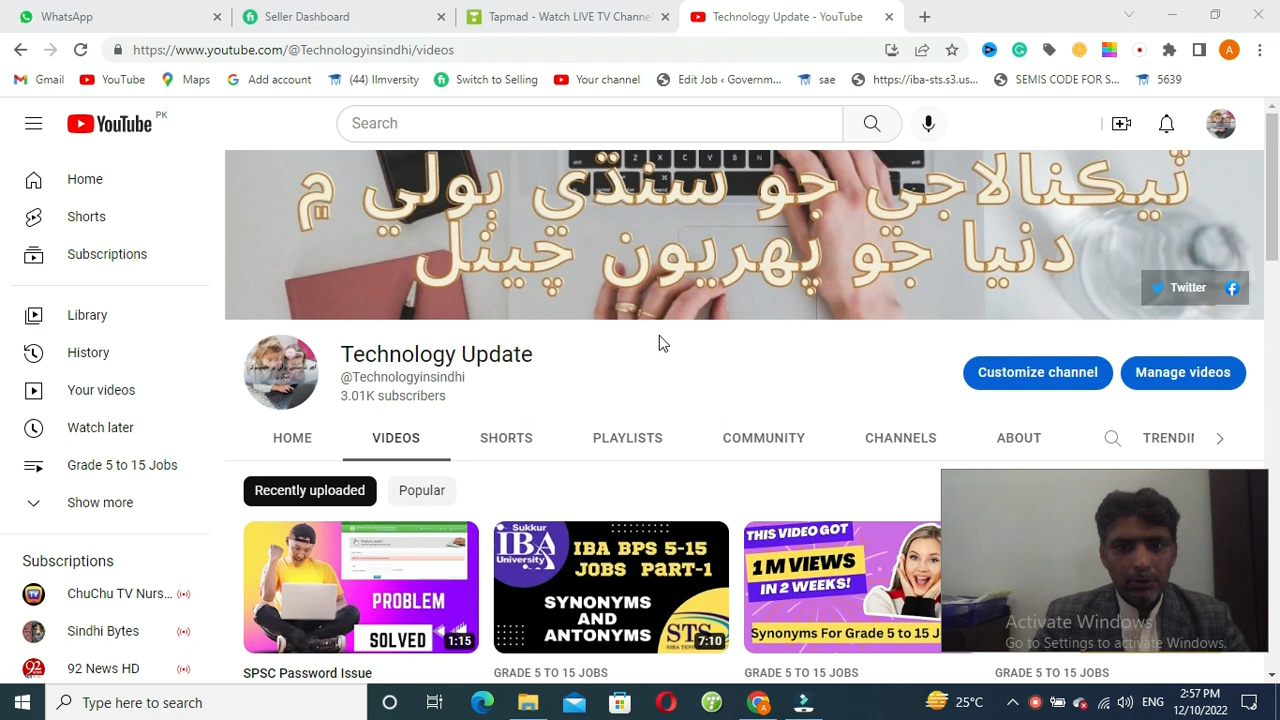 WhatsApp
Seller Dashboard
Tapmad - Watch LIVE TV Channe
Technology Update - YouTube
https://www.youtube.com/@Technologyinsindhi/videos
Gmail
YouTube
Maps
Add account
(44) Ilmversity
Switch to Selling
Your channel
Edit Job ‹ Governm...
sae
https://iba-sts.s3.us...
SEMIS CODE FOR S...
5639
YouTube PK
Search
Home
Shorts
Subscriptions
Library
History
Your videos
Watch later
Grade 5 to 15 Jobs
Show more
Subscriptions
ChuChu TV Nurs...
Sindhi Bytes
92 News HD
ٽيڪنالاجي جو سنڌي ٻولي ۾
دنيا جو پهريون چينل
Twitter
Technology Update
@Technologyinsindhi
3.01K subscribers
Customize channel
Manage videos
HOME
VIDEOS
SHORTS
PLAYLISTS
COMMUNITY
CHANNELS
ABOUT
TRENDII
Recently uploaded
Popular
PROBLEM
SOLVED
1:15
SPSC Password Issue
Sukkur
IBA
University
IBA BPS 5-15
JOBS PART-1
SYNONYMS
AND
ANTONYMS
STS
7:10
GRADE 5 TO 15 JOBS
THIS VIDEO GOT
1 M VIEWS
IN 2 WEEKS!
Synonyms For Grade 5 to 15 J
GRADE 5 TO 15 JOBS
GRADE 5 TO 15 JOBS
Activate Windows
Go to Settings to activate Windows.
Type here to search
25°C
ENG
2:57 PM
12/10/2022